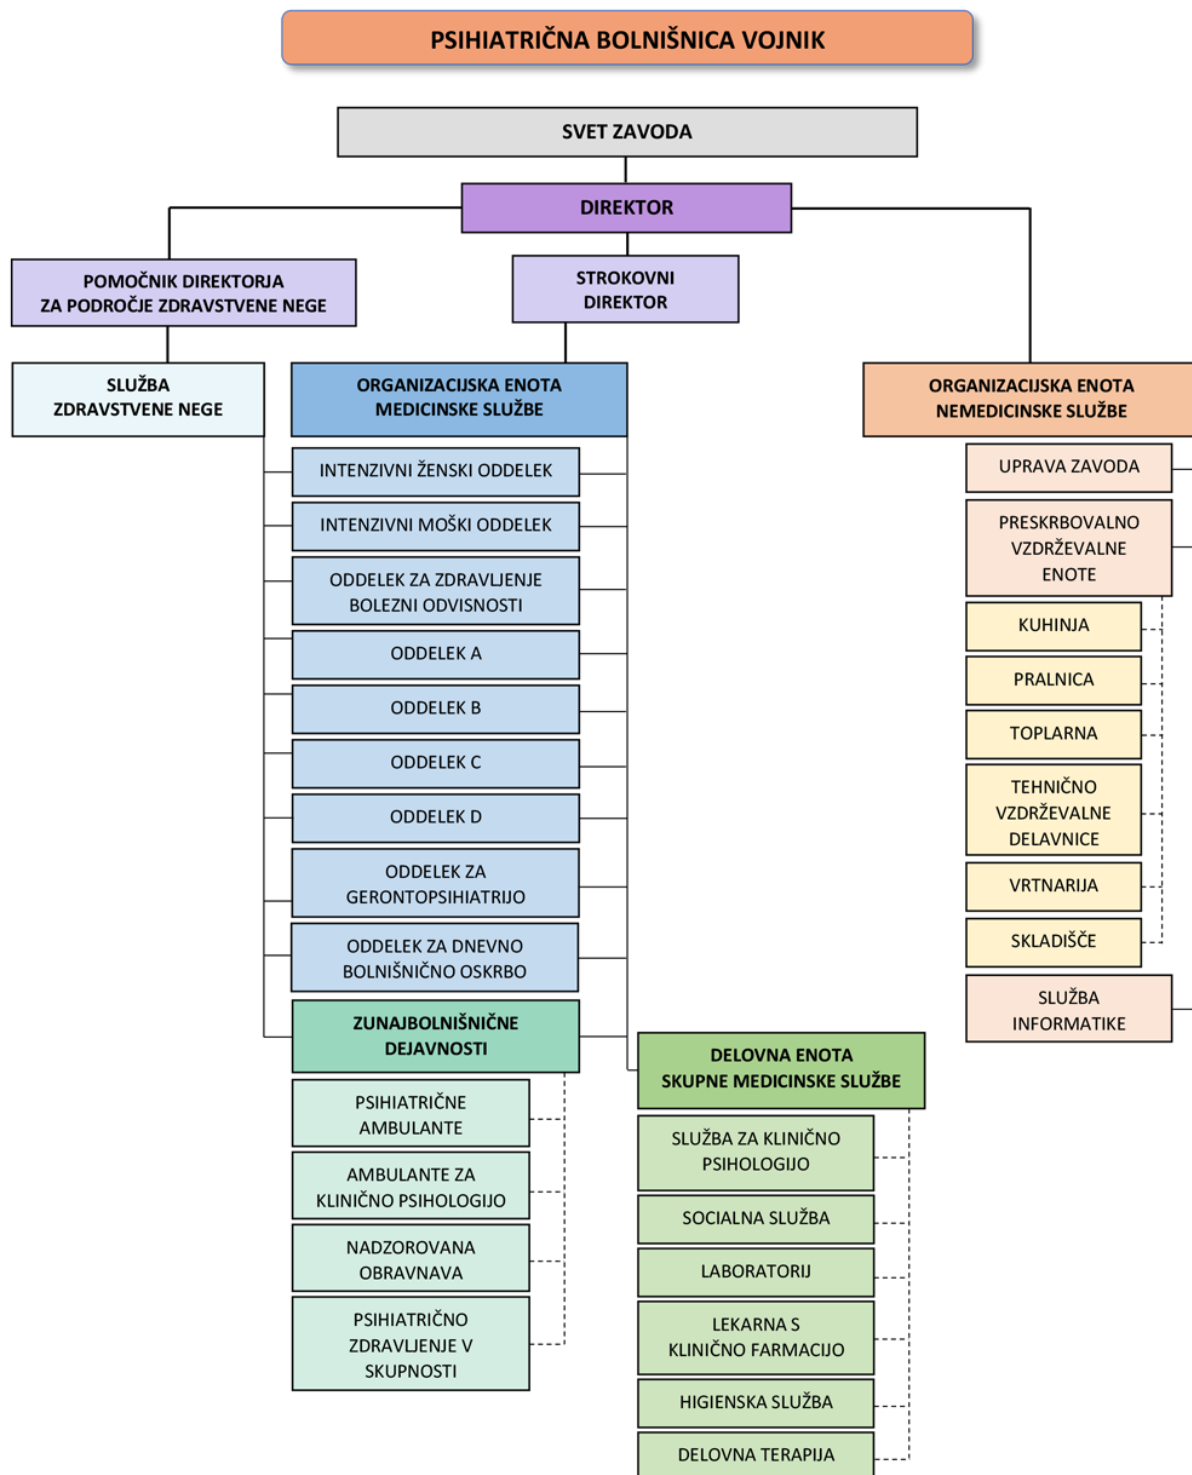 PSIHIATRIČNA BOLNIŠNICA VOJNIK
SVET ZAVODA
DIREKTOR
POMOČNIK DIREKTORJA
ZA PODROČJE ZDRAVSTVENE NEGE
STROKOVNI
DIREKTOR
SLUŽBA
ZDRAVSTVENE NEGE
ORGANIZACIJSKA ENOTA
MEDICINSKE SLUŽBE
INTENZIVNI ŽENSKI ODDELEK
INTENZIVNI MOŠKI ODDELEK
ODDELEK ZA ZDRAVLJENJE
BOLEZNI ODVISNOSTI
ODDELEK A
ODDELEK B
ODDELEK C
ODDELEK D
ODDELEK ZA
GERONTOPSIHIATRIJO
ODDELEK ZA DNEVNO
BOLNIŠNIČNO OSKRBO
ZUNAJBOLNIŠNIČNE
DEJAVNOSTI
PSIHIATRIČNE
AMBULANTE
AMBULANTE ZA
KLINIČNO PSIHOLOGIJO
NADZOROVANA
OBRAVNAVA
PSIHIATRIČNO
ZDRAVLJENJE V
SKUPNOSTI
DELOVNA ENOTA
SKUPNE MEDICINSKE SLUŽBE
SLUŽBA ZA KLINIČNO
PSIHOLOGIJO
SOCIALNA SLUŽBA
LABORATORIJ
LEKARNA S
KLINIČNO FARMACIJO
HIGIENSKA SLUŽBA
DELOVNA TERAPIJA
ORGANIZACIJSKA ENOTA
NEMEDICINSKE SLUŽBE
UPRAVA ZAVODA
PRESKRBOVALNO
VZDRŽEVALNE
ENOTE
KUHINJA
PRALNICA
TOPLARNA
TEHNIČNO
VZDRŽEVALNE
DELAVNICE
VRTNARIJA
SKLADIŠČE
SLUŽBA
INFORMATIKE